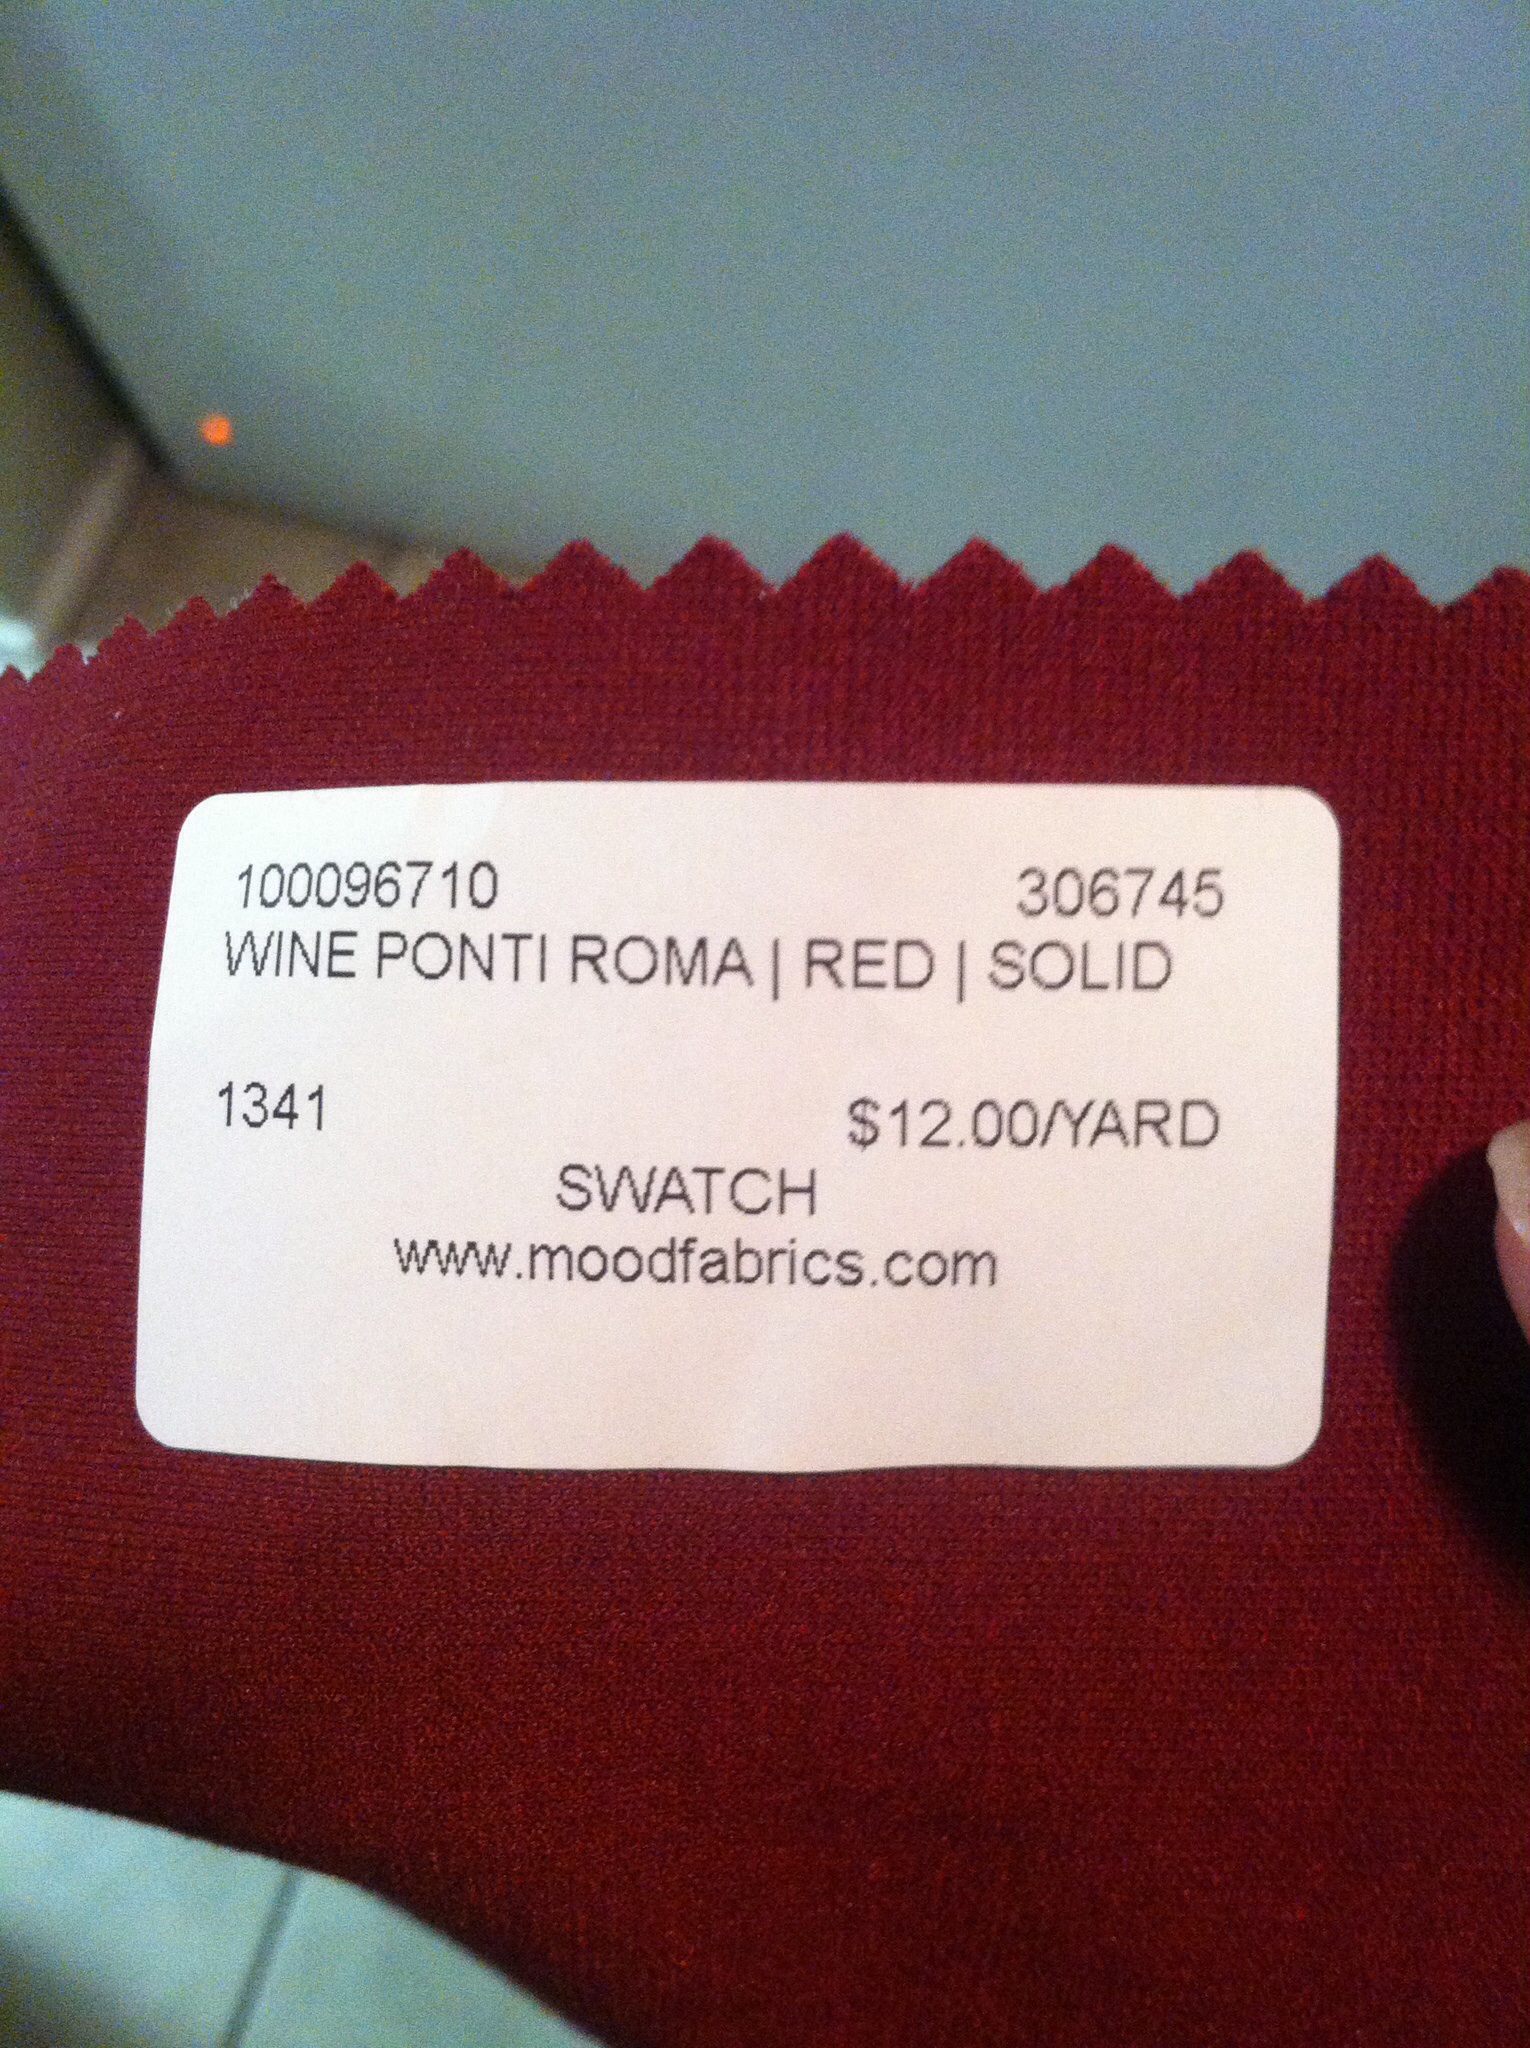 100096710 306745
WINE PONTI ROMA | RED | SOLID
1341 $12.00/YARD
SWATCH
www.moodfabrics.com